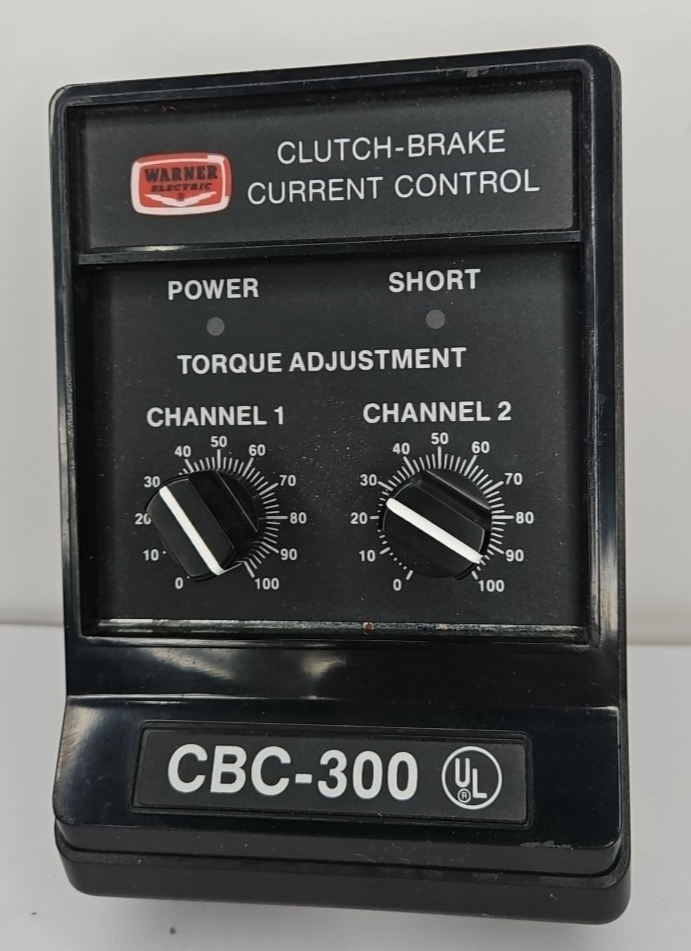 WARNER
ELECTRIC
CLUTCH-BRAKE
CURRENT CONTROL
POWER
SHORT
TORQUE ADJUSTMENT
CHANNEL 1
0 10 20 30 40 50 60 70 80 90 100
CHANNEL 2
0 10 20 30 40 50 60 70 80 90 100
CBC-300
UL ®